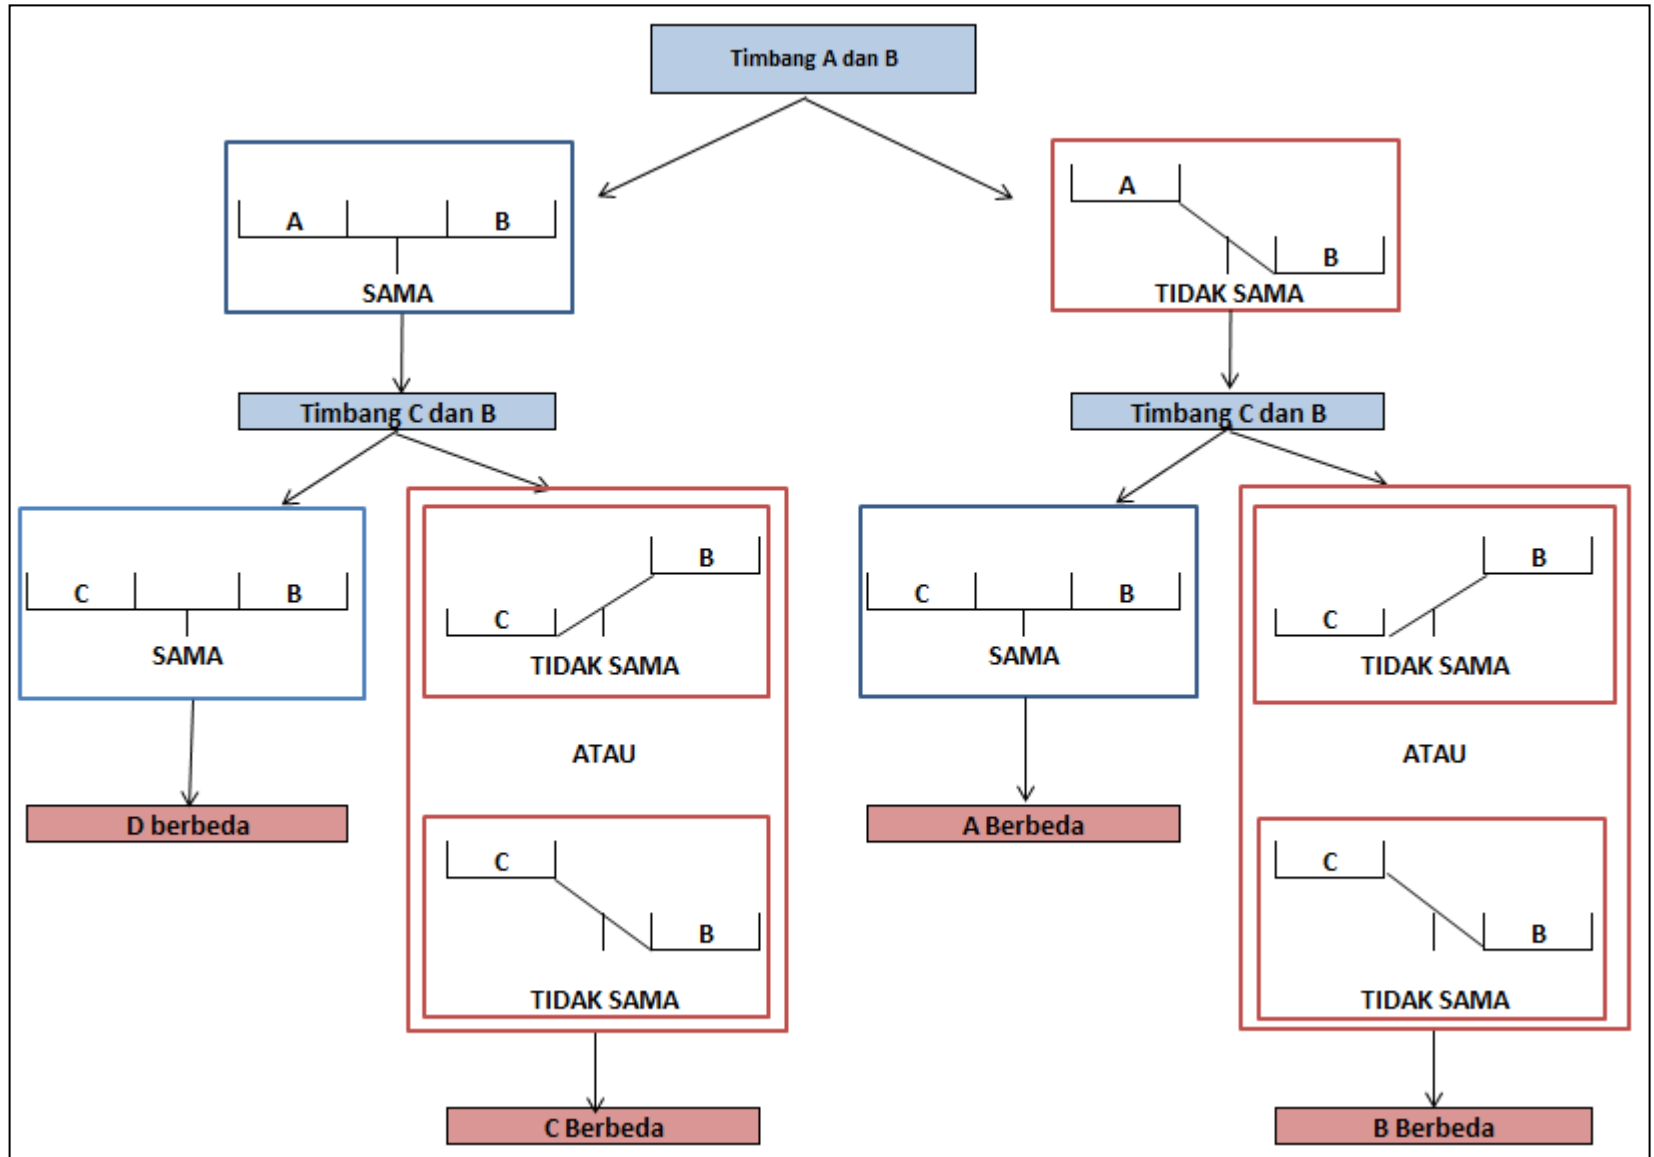 Timbang A dan B
A
B
SAMA
A
B
TIDAK SAMA
Timbang C dan B
Timbang C dan B
C
B
SAMA
B
C
TIDAK SAMA
C
B
SAMA
B
C
TIDAK SAMA
ATAU
ATAU
D berbeda
A Berbeda
C
B
TIDAK SAMA
C
B
TIDAK SAMA
C Berbeda
B Berbeda